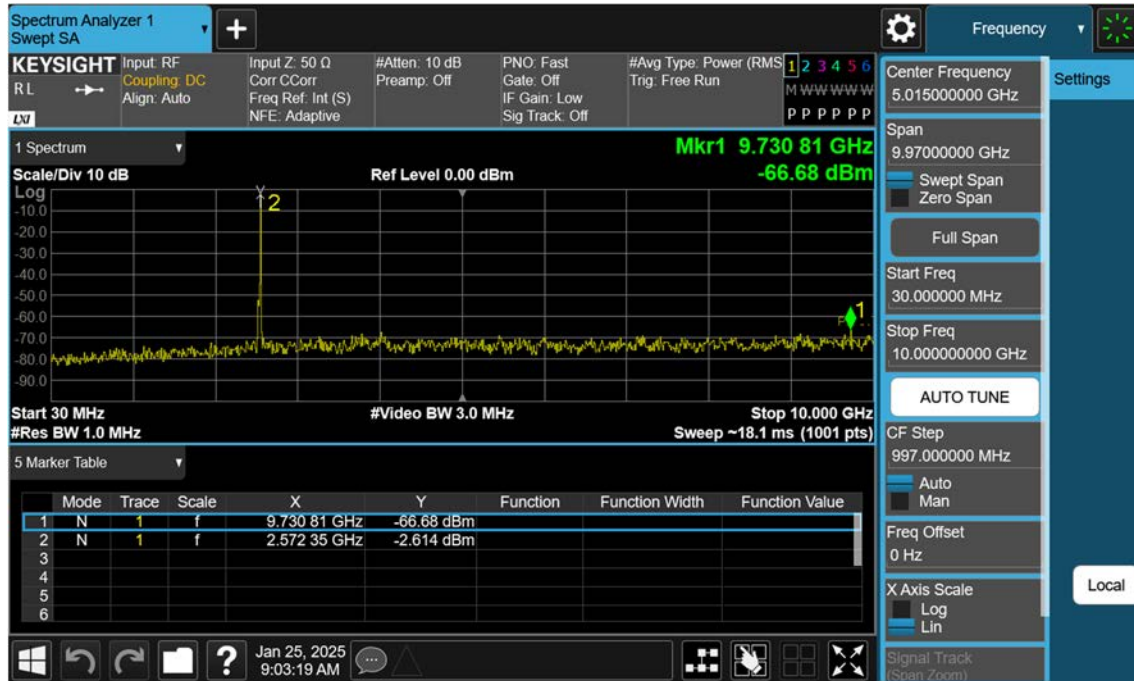 Spectrum Analyzer 1
Swept SA
Frequency
KEYSIGHT
R L
LXI
Input: RF
Coupling: DC
Align: Auto
Input Z: 50 Ω
Corr CCorr
Freq Ref: Int (S)
NFE: Adaptive
#Atten: 10 dB
Preamp: Off
PNO: Fast
Gate: Off
IF Gain: Low
Sig Track: Off
#Avg Type: Power (RMS
Trig: Free Run
1 2 3 4 5 6
M W W W W W
P P P P P P
1 Spectrum
Mkr1 9.730 81 GHz
Scale/Div 10 dB
Ref Level 0.00 dBm
-66.68 dBm
Log
2
-10.0
-20.0
-30.0
-40.0
-50.0
-60.0
-70.0
-80.0
-90.0
1
Start 30 MHz
#Video BW 3.0 MHz
Stop 10.000 GHz
#Res BW 1.0 MHz
Sweep ~18.1 ms (1001 pts)
5 Marker Table
Mode Trace Scale X Y Function Function Width Function Value
1 N 1 f 9.730 81 GHz -66.68 dBm
2 N 1 f 2.572 35 GHz -2.614 dBm
3
4
5
6
Jan 25, 2025
9:03:19 AM
Center Frequency
5.015000000 GHz
Span
9.97000000 GHz
Swept Span
Zero Span
Full Span
Start Freq
30.000000 MHz
Stop Freq
10.000000000 GHz
AUTO TUNE
CF Step
997.000000 MHz
Auto
Man
Freq Offset
0 Hz
X Axis Scale
Log
Lin
Signal Track
(Span Zoom)
Settings
Local